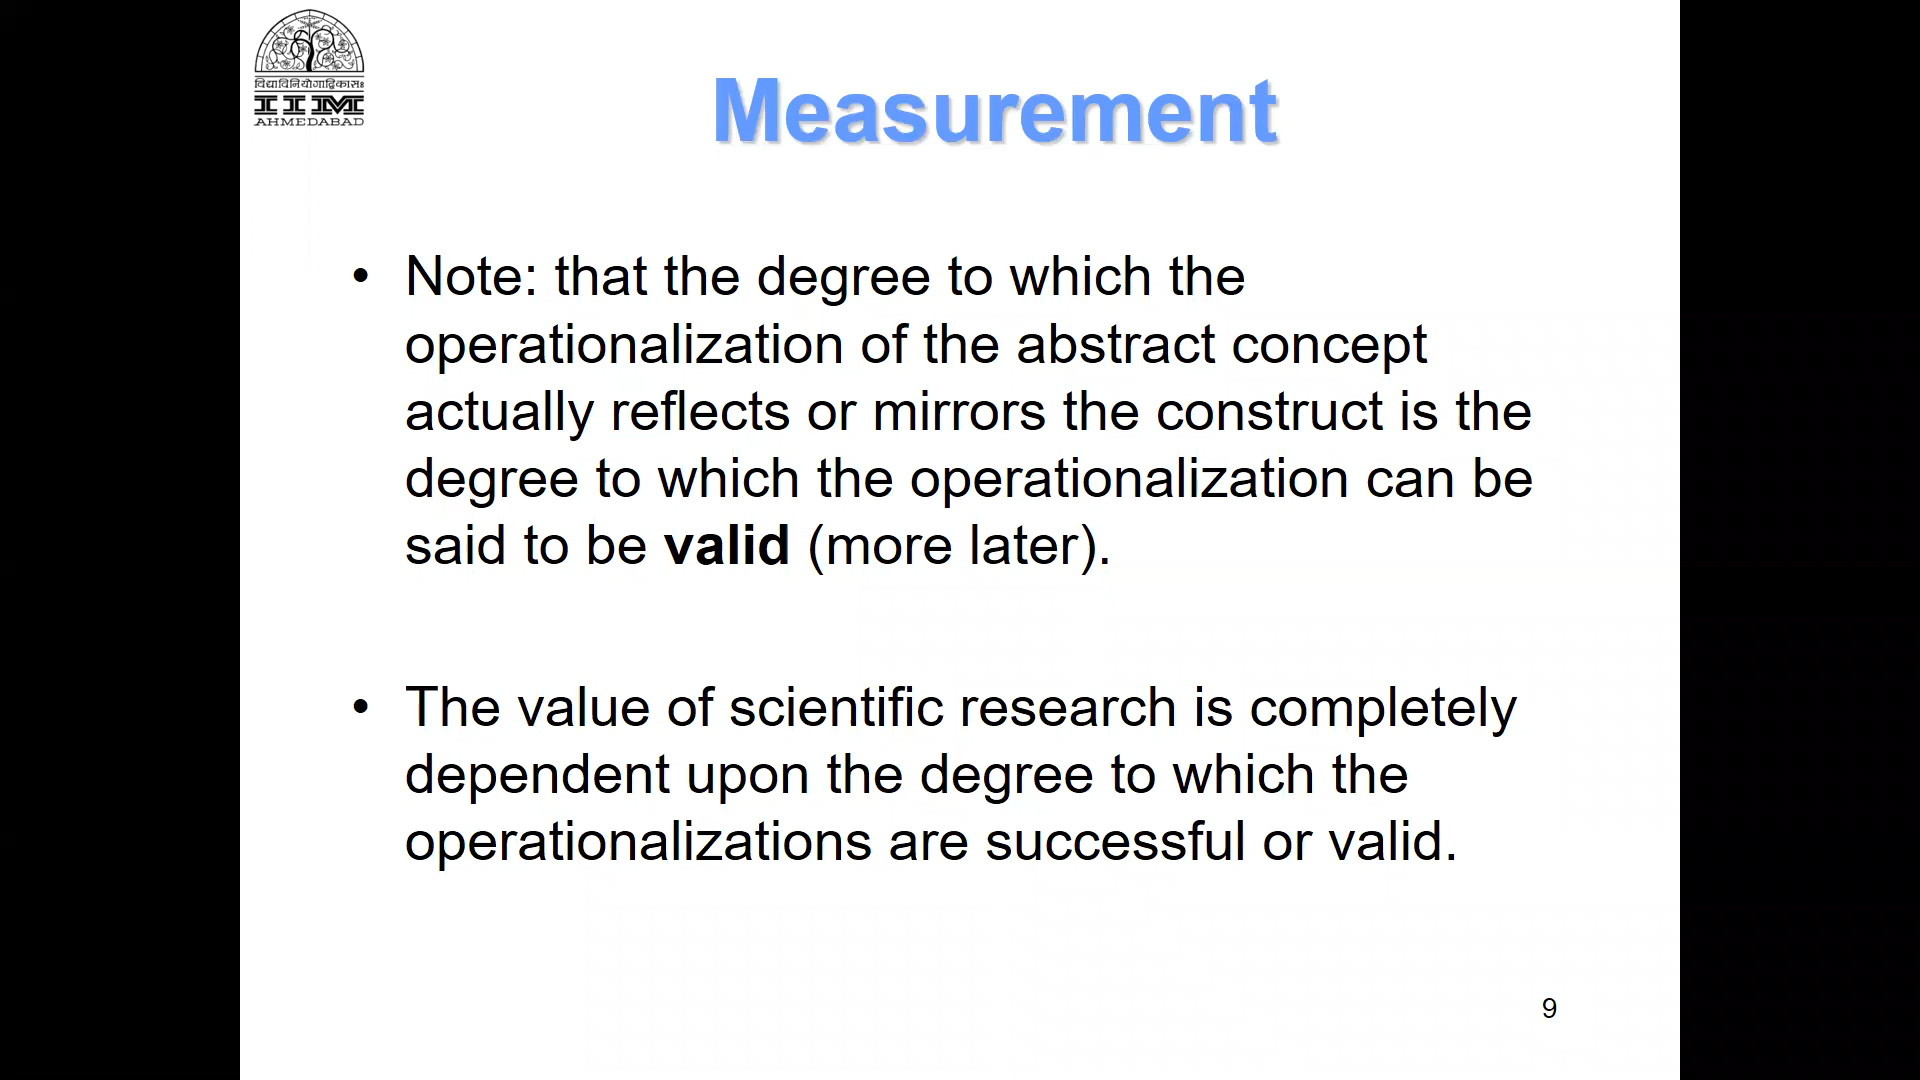 विद्याविनियोगाद्विकासः
IIM
AHMEDABAD
Measurement
• Note: that the degree to which the
operationalization of the abstract concept
actually reflects or mirrors the construct is the
degree to which the operationalization can be
said to be valid (more later).
• The value of scientific research is completely
dependent upon the degree to which the
operationalizations are successful or valid.
9